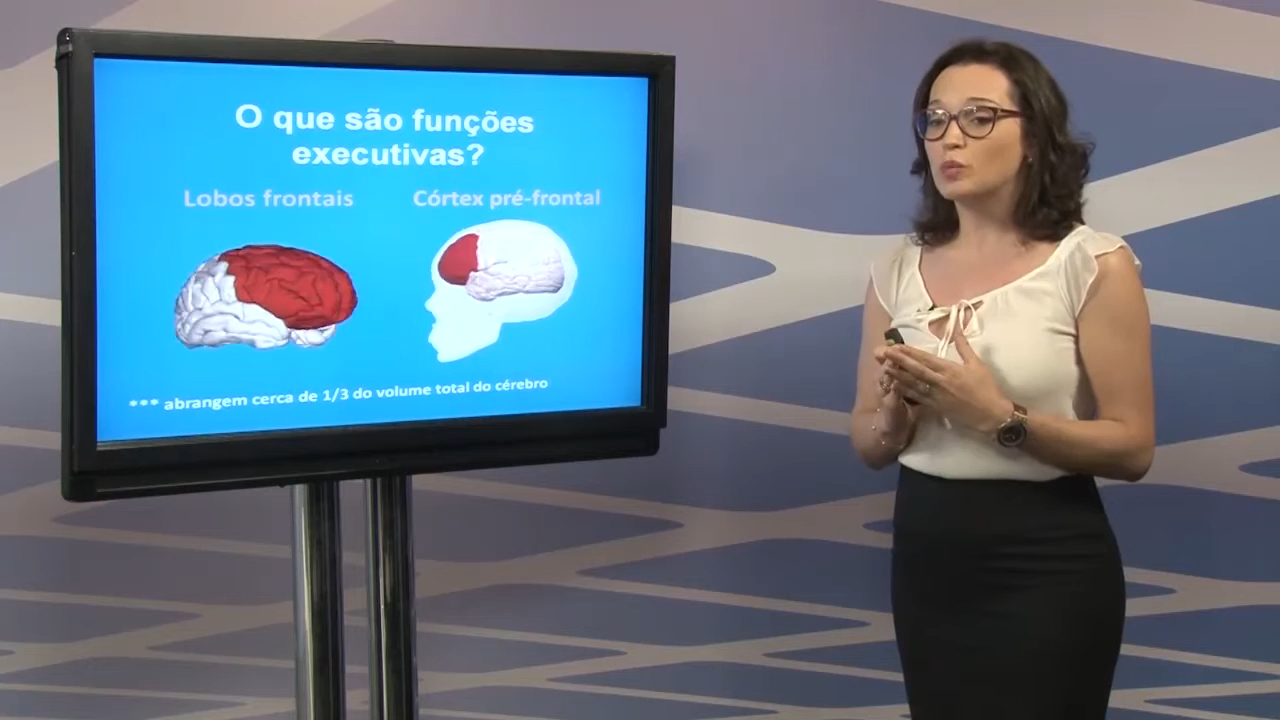 O que são funções
executivas?
Lobos frontais
Córtex pré-frontal
*** abrangem cerca de 1/3 do volume total do cérebro